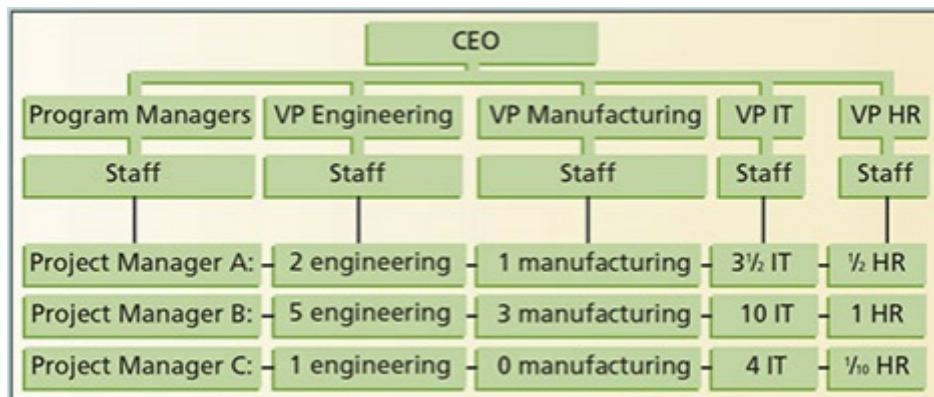 CEO
Program Managers VP Engineering VP Manufacturing VP IT VP HR
Staff Staff Staff Staff Staff
Project Manager A: 2 engineering 1 manufacturing 3½ IT ½ HR
Project Manager B: 5 engineering 3 manufacturing 10 IT 1 HR
Project Manager C: 1 engineering 0 manufacturing 4 IT ⅒ HR